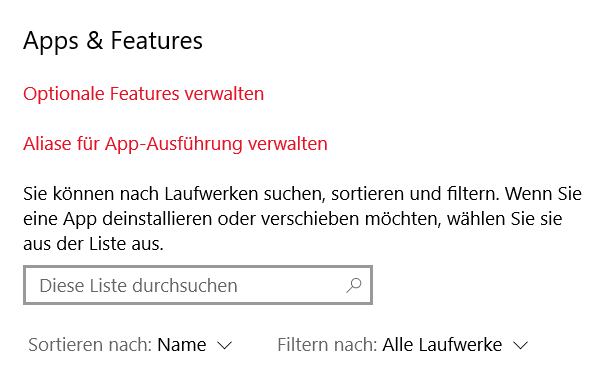 Apps & Features
Optionale Features verwalten
Aliase für App-Ausführung verwalten
Sie können nach Laufwerken suchen, sortieren und filtern. Wenn Sie
eine App deinstallieren oder verschieben möchten, wählen Sie sie
aus der Liste aus.
Diese Liste durchsuchen
Sortieren nach: Name Filtern nach: Alle Laufwerke